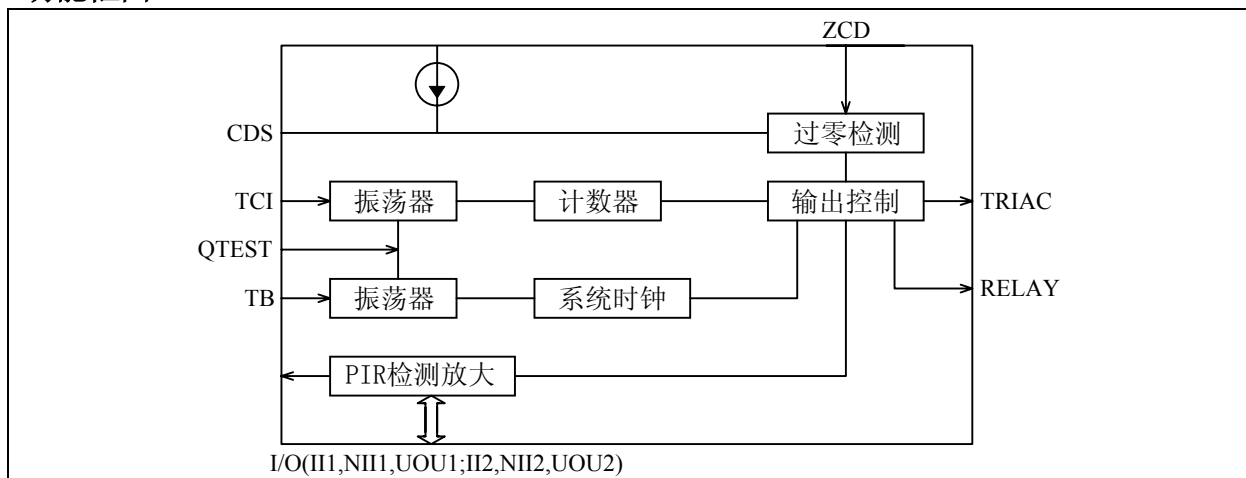 ZCD
CDS
过零检测
TCI
振荡器
计数器
输出控制
TRIAC
QTEST
TB
振荡器
系统时钟
RELAY
PIR检测放大
I/O(II1,NII1,UOU1;II2,NII2,UOU2)